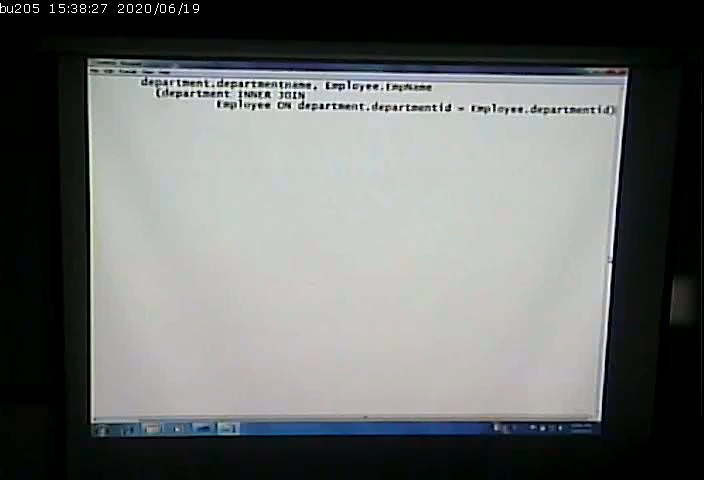 bu205 15:38:27 2020/06/19
department.departmentname, Employee.EmpName
(department INNER JOIN
Employee ON department.departmentid = Employee.departmentid)